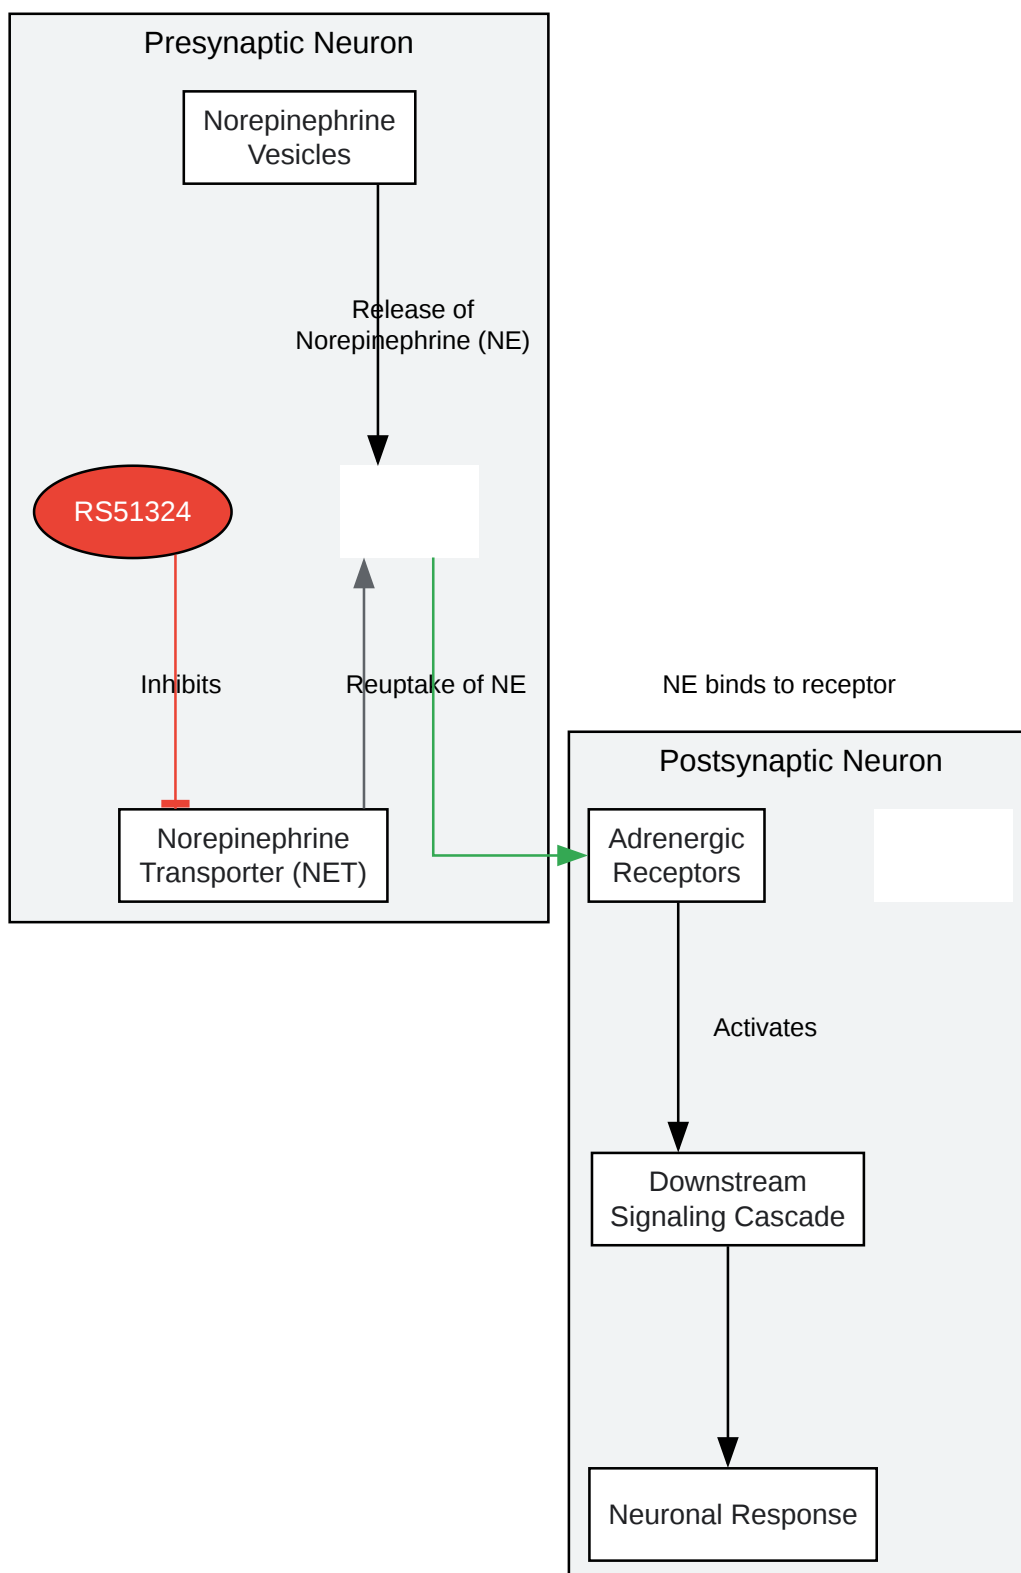 Presynaptic Neuron
Norepinephrine
Vesicles
Release of
Norepinephrine (NE)
RS51324
Inhibits
Reuptake of NE
NE binds to receptor
Norepinephrine
Transporter (NET)
Postsynaptic Neuron
Adrenergic
Receptors
Activates
Downstream
Signaling Cascade
Neuronal Response